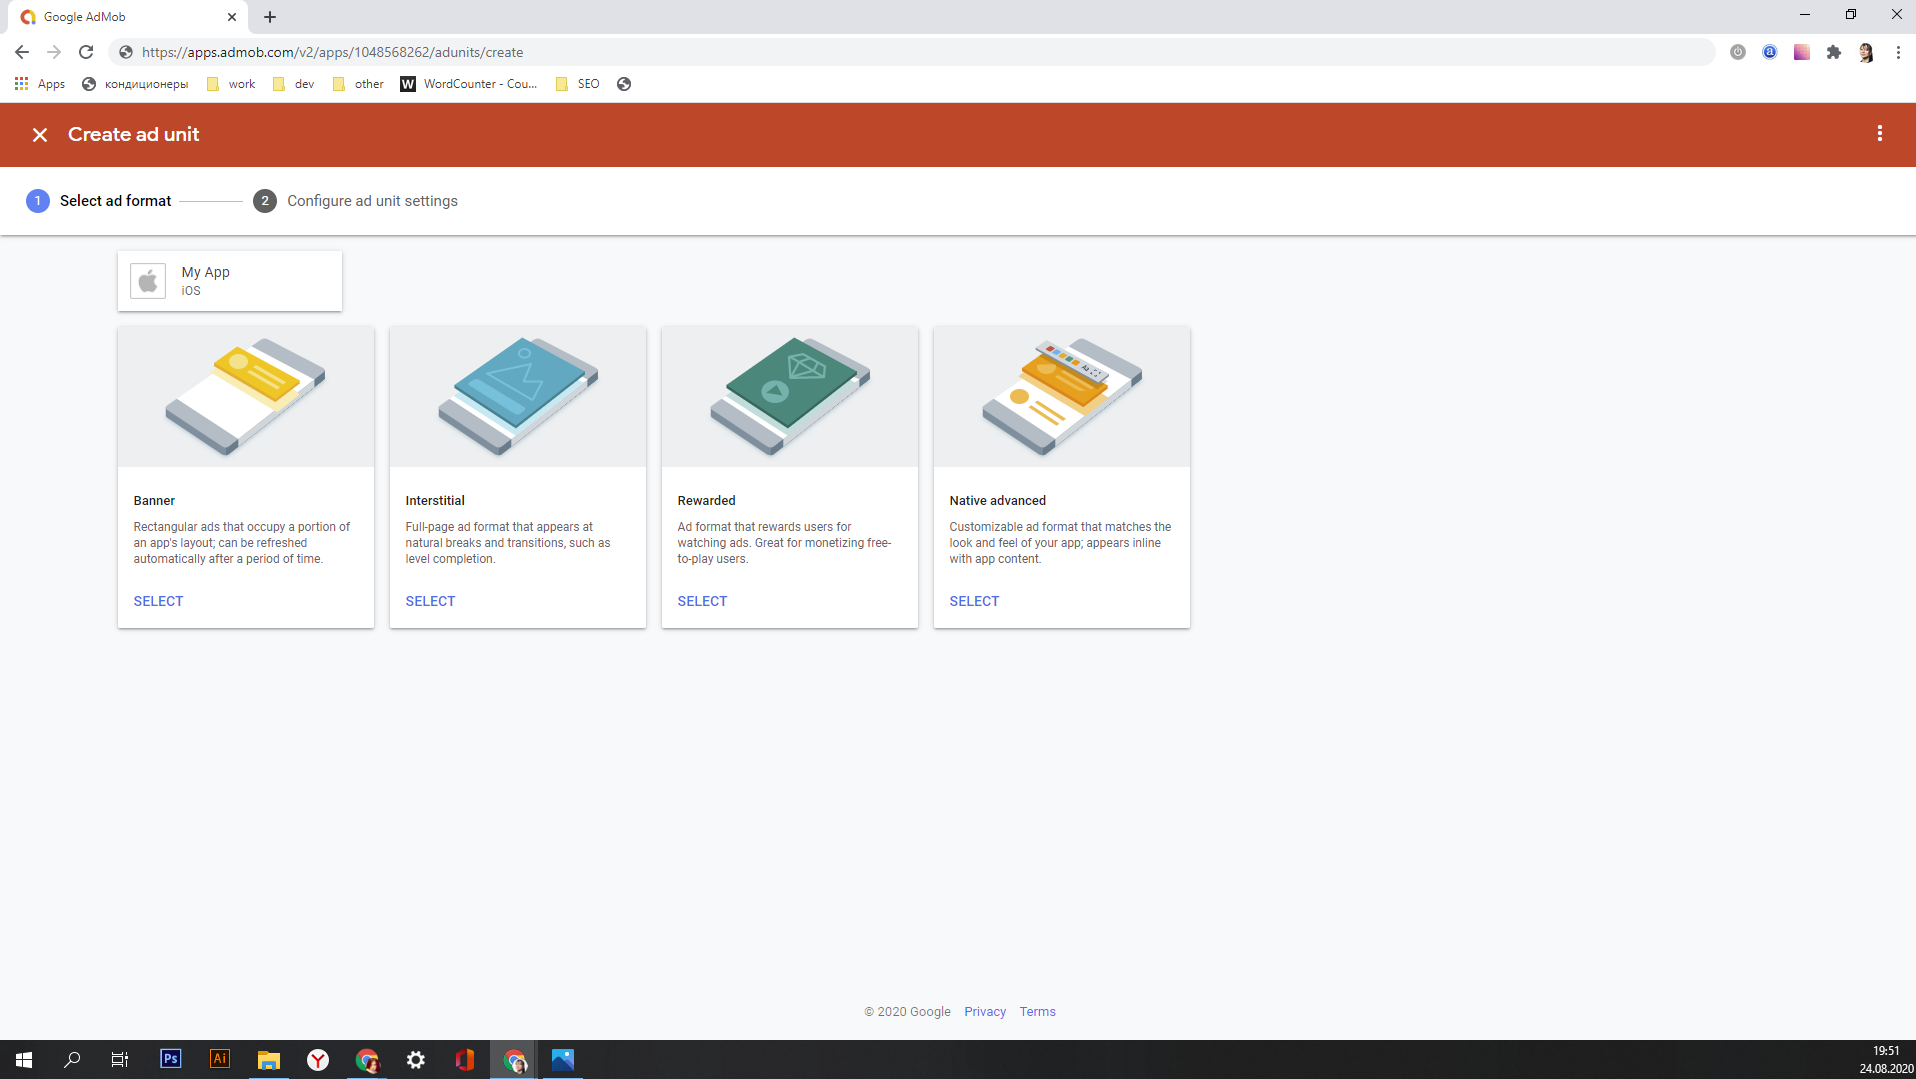 Google AdMob
https://apps.admob.com/v2/apps/1048568262/adunits/create
Apps кондиционеры work dev other W WordCounter - Cou... SEO
Create ad unit
1 Select ad format 2 Configure ad unit settings
My App
iOS
Banner
Rectangular ads that occupy a portion of
an app's layout; can be refreshed
automatically after a period of time.
SELECT
Interstitial
Full-page ad format that appears at
natural breaks and transitions, such as
level completion.
SELECT
Rewarded
Ad format that rewards users for
watching ads. Great for monetizing free-
to-play users.
SELECT
Native advanced
Customizable ad format that matches the
look and feel of your app; appears inline
with app content.
SELECT
© 2020 Google Privacy Terms
Ps Ai
19:51
24.08.2020